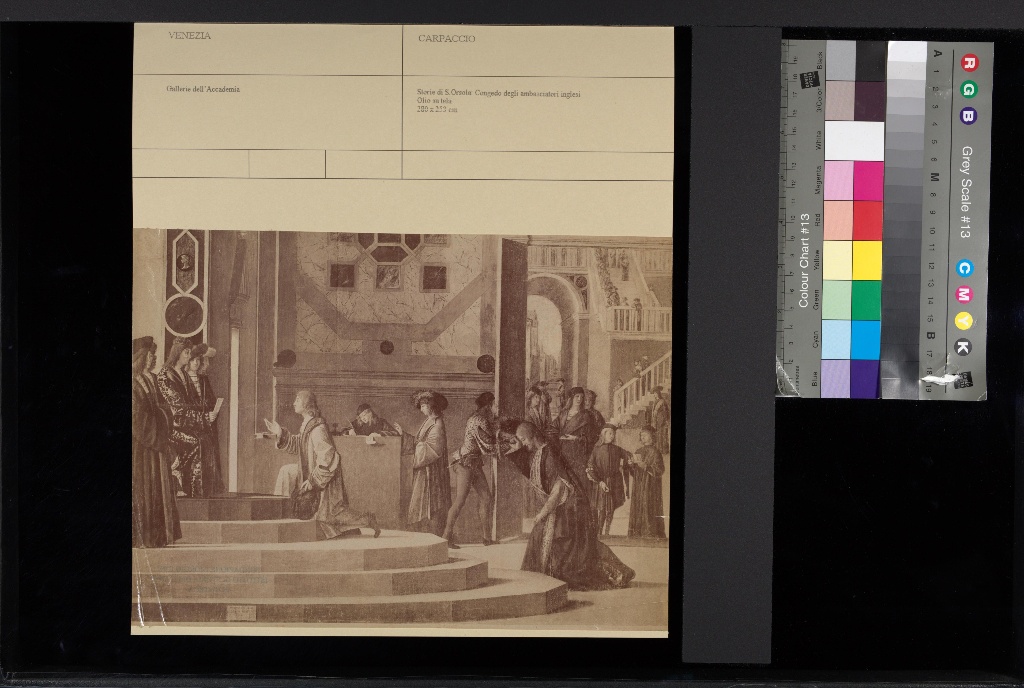 VENEZIA
CARPACCIO
Gallerie dell'Accademia
Storie di S.Orsola: Congedo degli ambasciatori inglesi
Olio su tela
280 x 253 cm
Colour Chart #13
Blue
Cyan
Green
Yellow
Red
Magenta
White
3/Color
Black
Grey Scale #13
R
G
B
C
M
Y
K
A
1
2
3
4
5
6
M
8
9
10
11
12
13
14
15
B
17
18
19